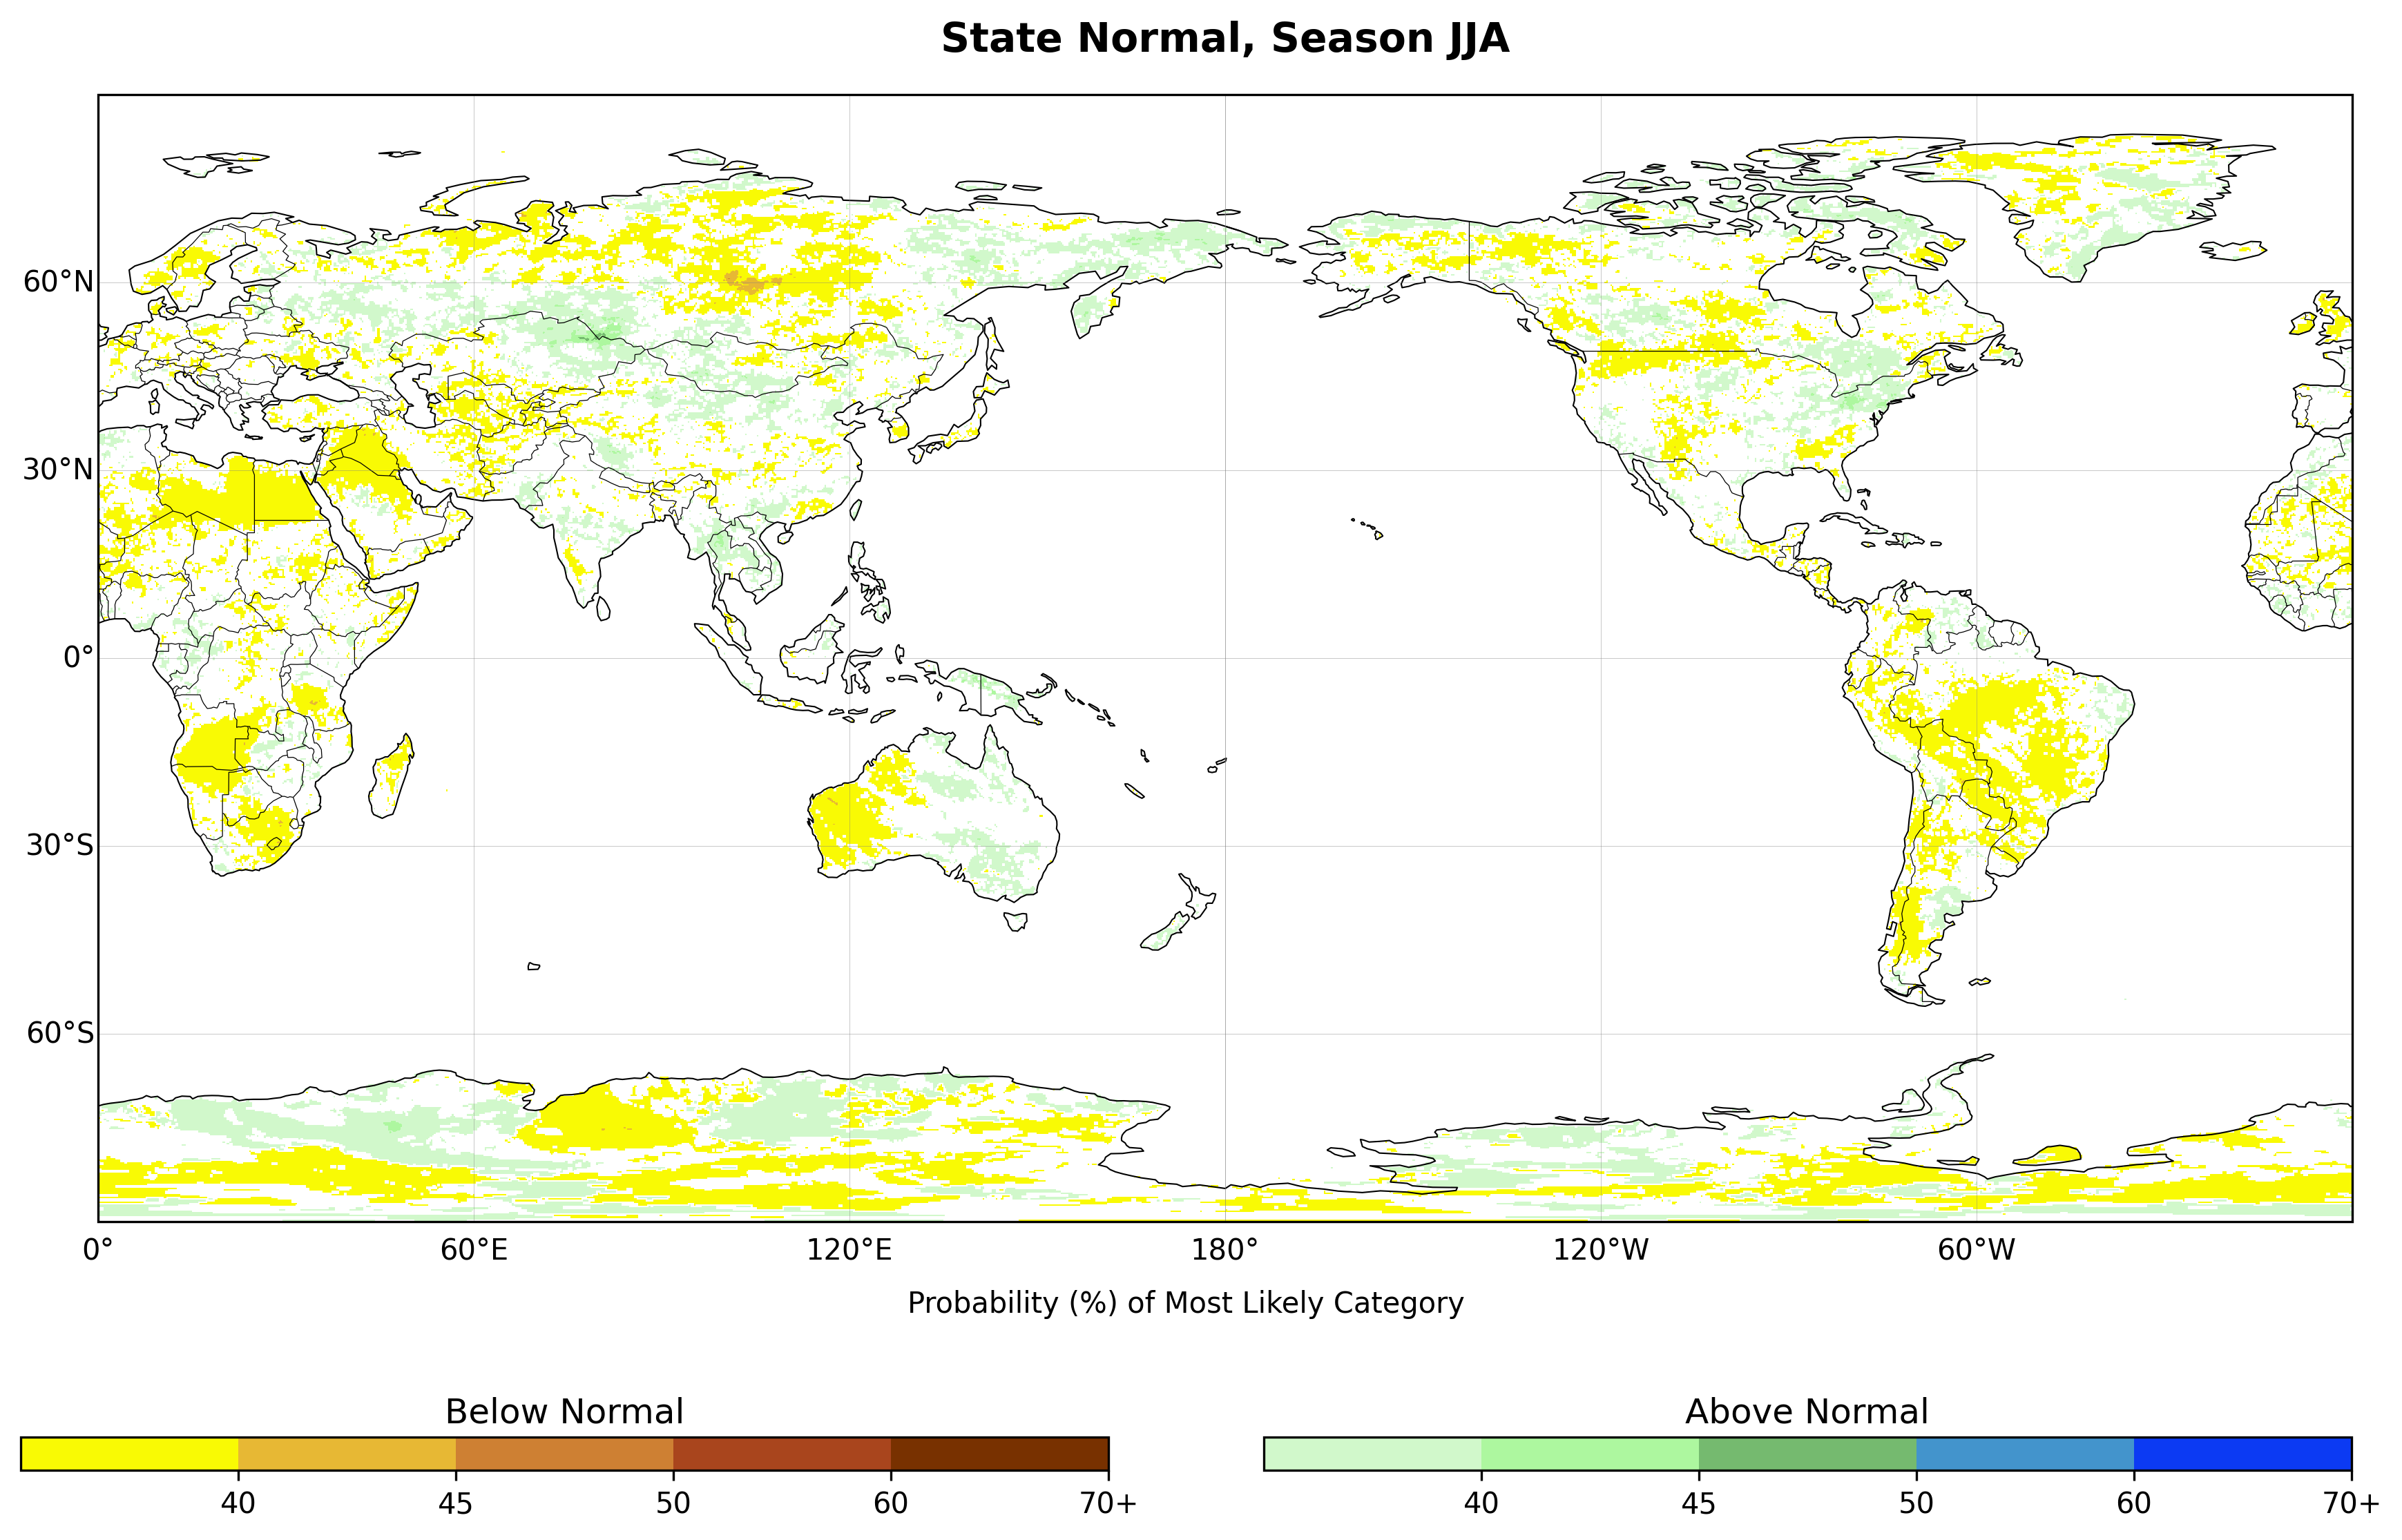 State Normal, Season JJA
60°N
30°N
0°
30°S
60°S
0° 60°E 120°E 180° 120°W 60°W
Probability (%) of Most Likely Category
Below Normal Above Normal
40 45 50 60 70+ 40 45 50 60 70+